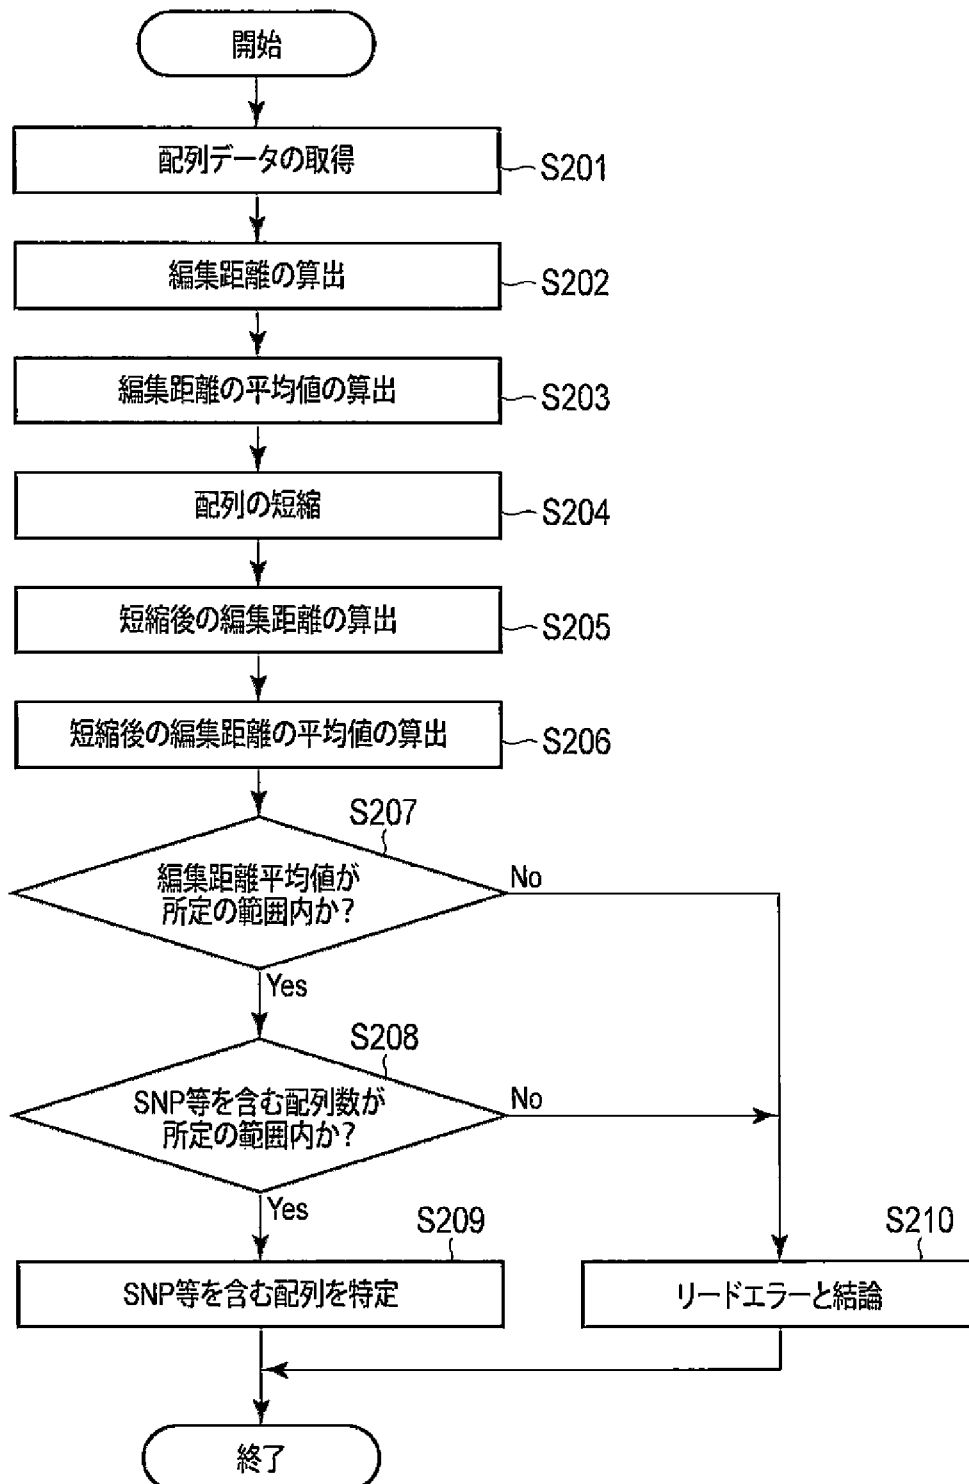 開始
配列データの取得
S201
編集距離の算出
S202
編集距離の平均値の算出
S203
配列の短縮
S204
短縮後の編集距離の算出
S205
短縮後の編集距離の平均値の算出
S206
S207
編集距離平均値が
所定の範囲内か?
No
Yes
S208
SNP等を含む配列数が
所定の範囲内か?
No
Yes
S209
SNP等を含む配列を特定
S210
リードエラーと結論
終了